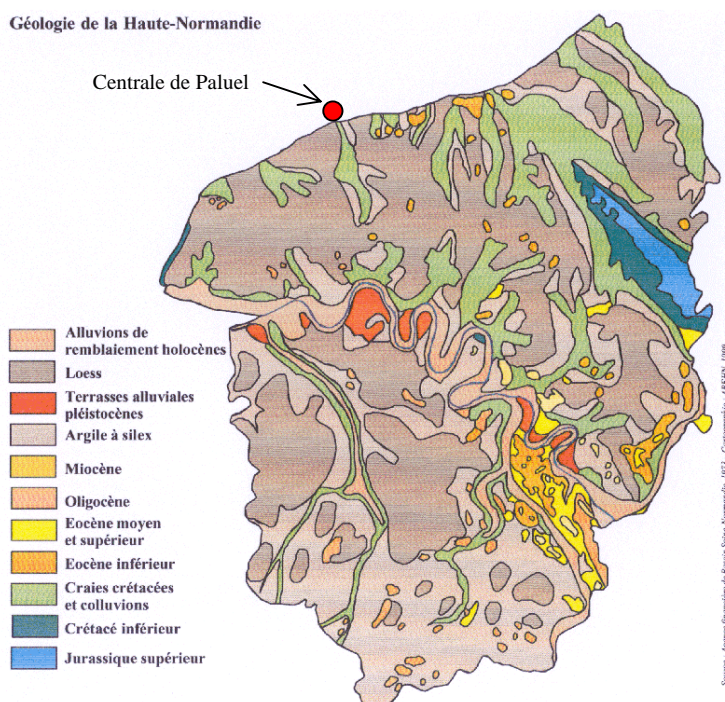 Géologie de la Haute-Normandie
Centrale de Paluel
Alluvions de
remblaiement holocènes
Loess
Terrasses alluviales
pléistocènes
Argile à silex
Miocène
Oligocène
Eocène moyen
et supérieur
Eocène inférieur
Craies crétacées
et colluvions
Crétacé inférieur
Jurassique supérieur